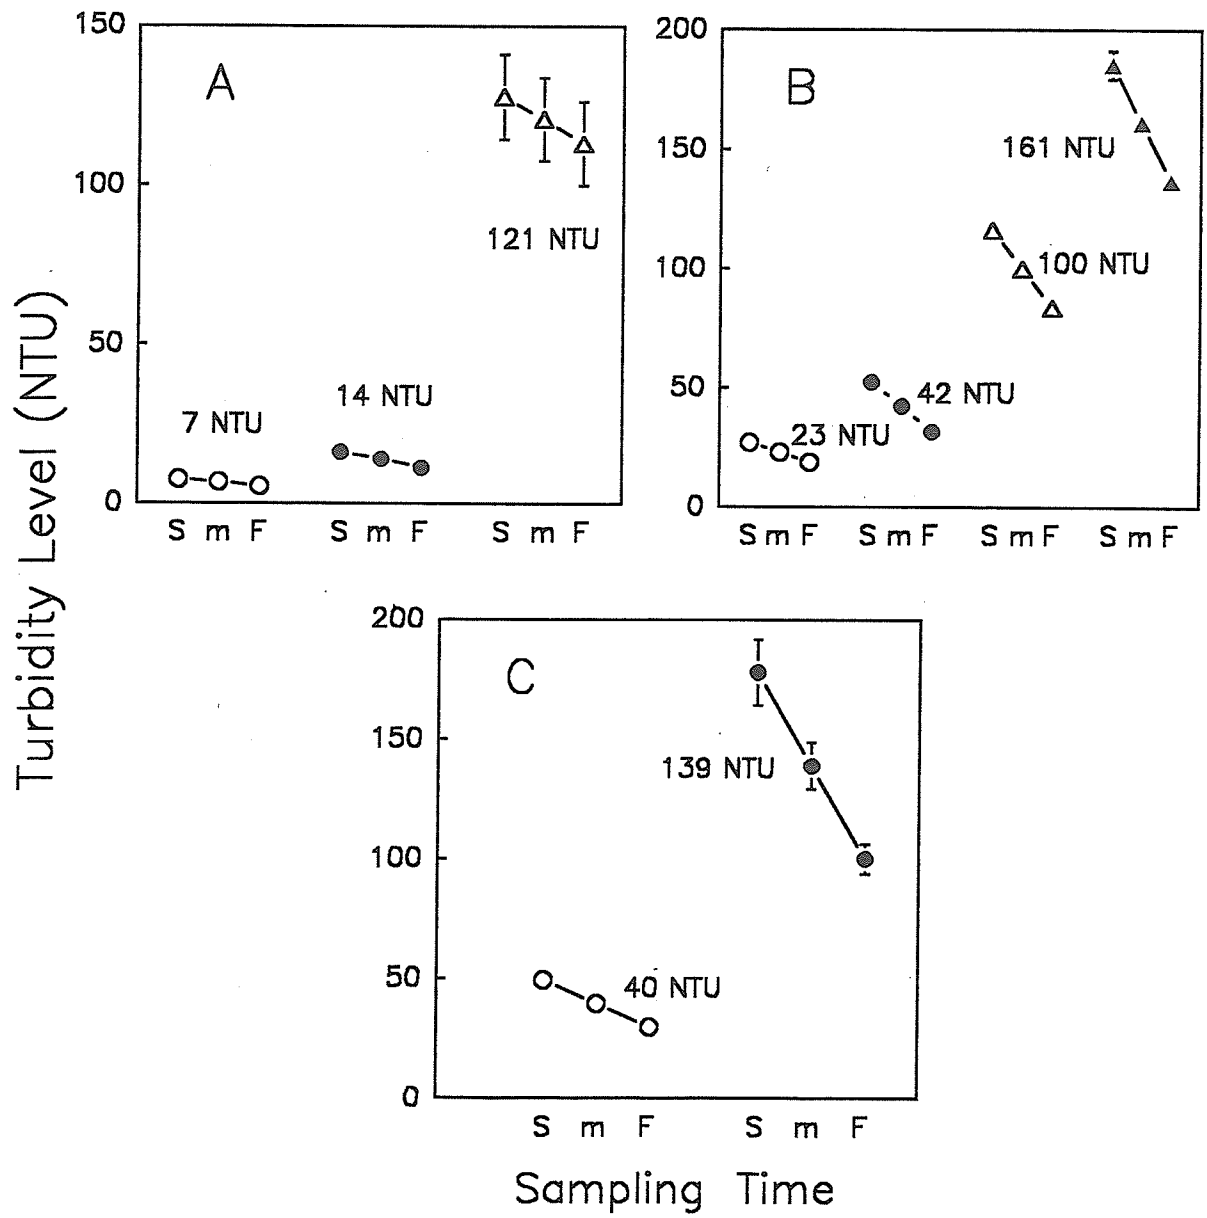 Turbidity Level (NTU)
150
100
50
0
A
7 NTU
14 NTU
121 NTU
S m F
S m F
S m F
200
150
100
50
0
B
23 NTU
42 NTU
100 NTU
161 NTU
S m F
S m F
S m F
S m F
200
150
100
50
0
C
40 NTU
139 NTU
S m F
S m F
Sampling Time